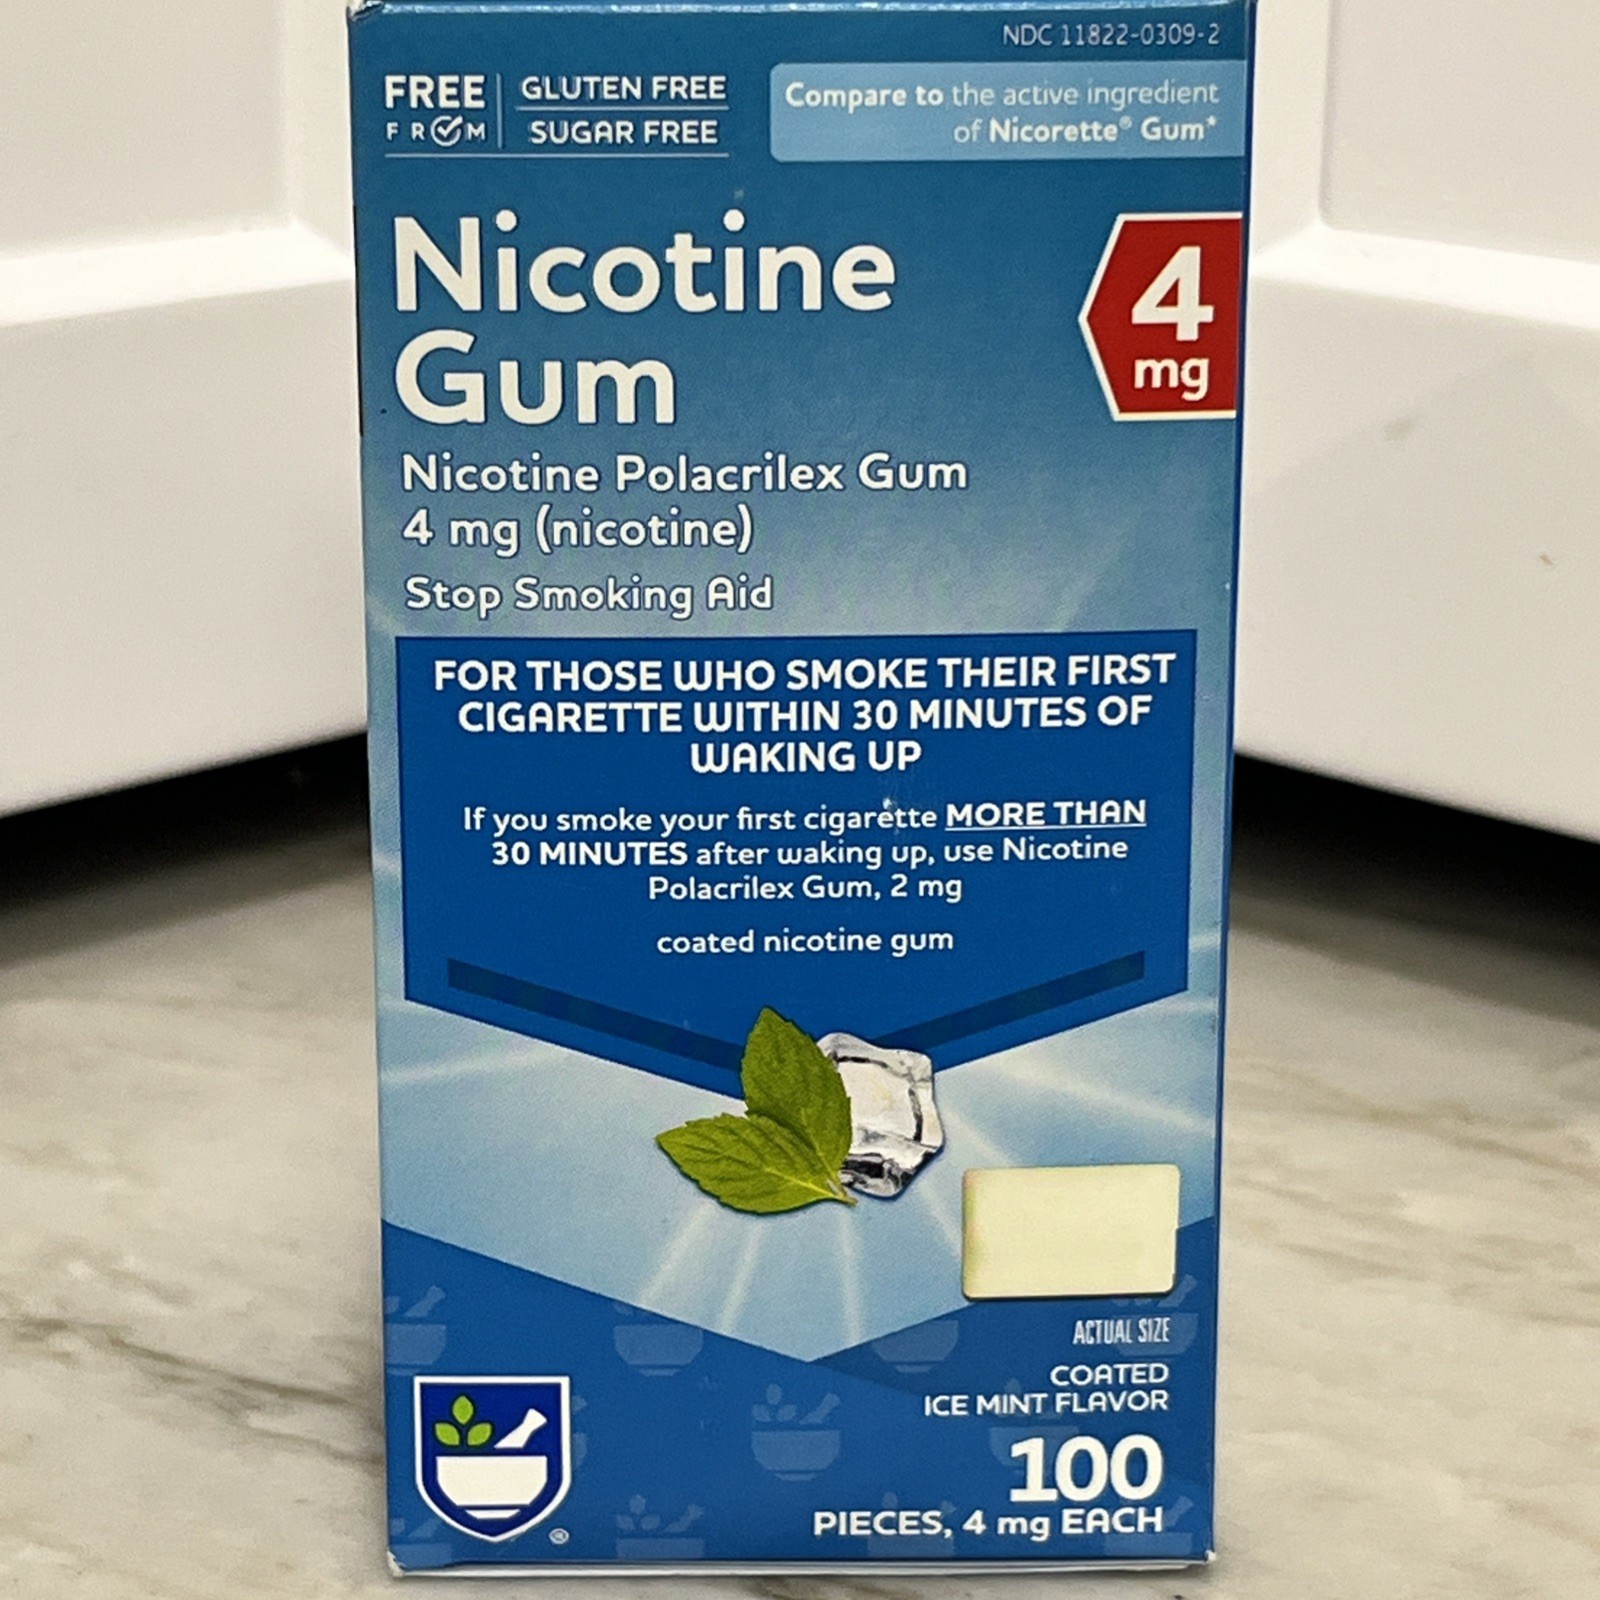 NDC 11822-0309-2
FREE
FROM
GLUTEN FREE
SUGAR FREE
Compare to the active ingredient
of Nicorette® Gum*
Nicotine
Gum
4
mg
Nicotine Polacrilex Gum
4 mg (nicotine)
Stop Smoking Aid
FOR THOSE WHO SMOKE THEIR FIRST
CIGARETTE WITHIN 30 MINUTES OF
WAKING UP
If you smoke your first cigarette MORE THAN
30 MINUTES after waking up, use Nicotine
Polacrilex Gum, 2 mg
coated nicotine gum
ACTUAL SIZE
COATED
ICE MINT FLAVOR
100
PIECES, 4 mg EACH
®